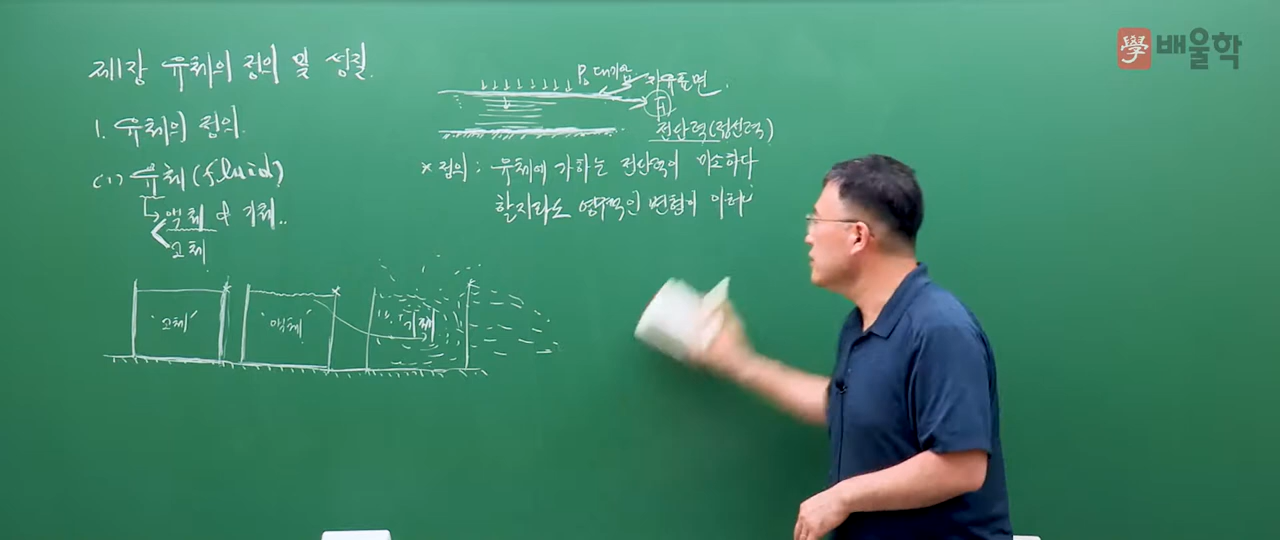 學 배울학
제1장 유체의 정의 및 성질.
1. 유체의 정의.
(1) 유체(fluid)
액체 & 기체..
고체.
"고체"
"액체"
기체
P₀ 대기압
자유표면.
전단력(접선력)
* 정의 : 유체에 가하는 전단력이 미소하다
할지라도 영구적인 변형이